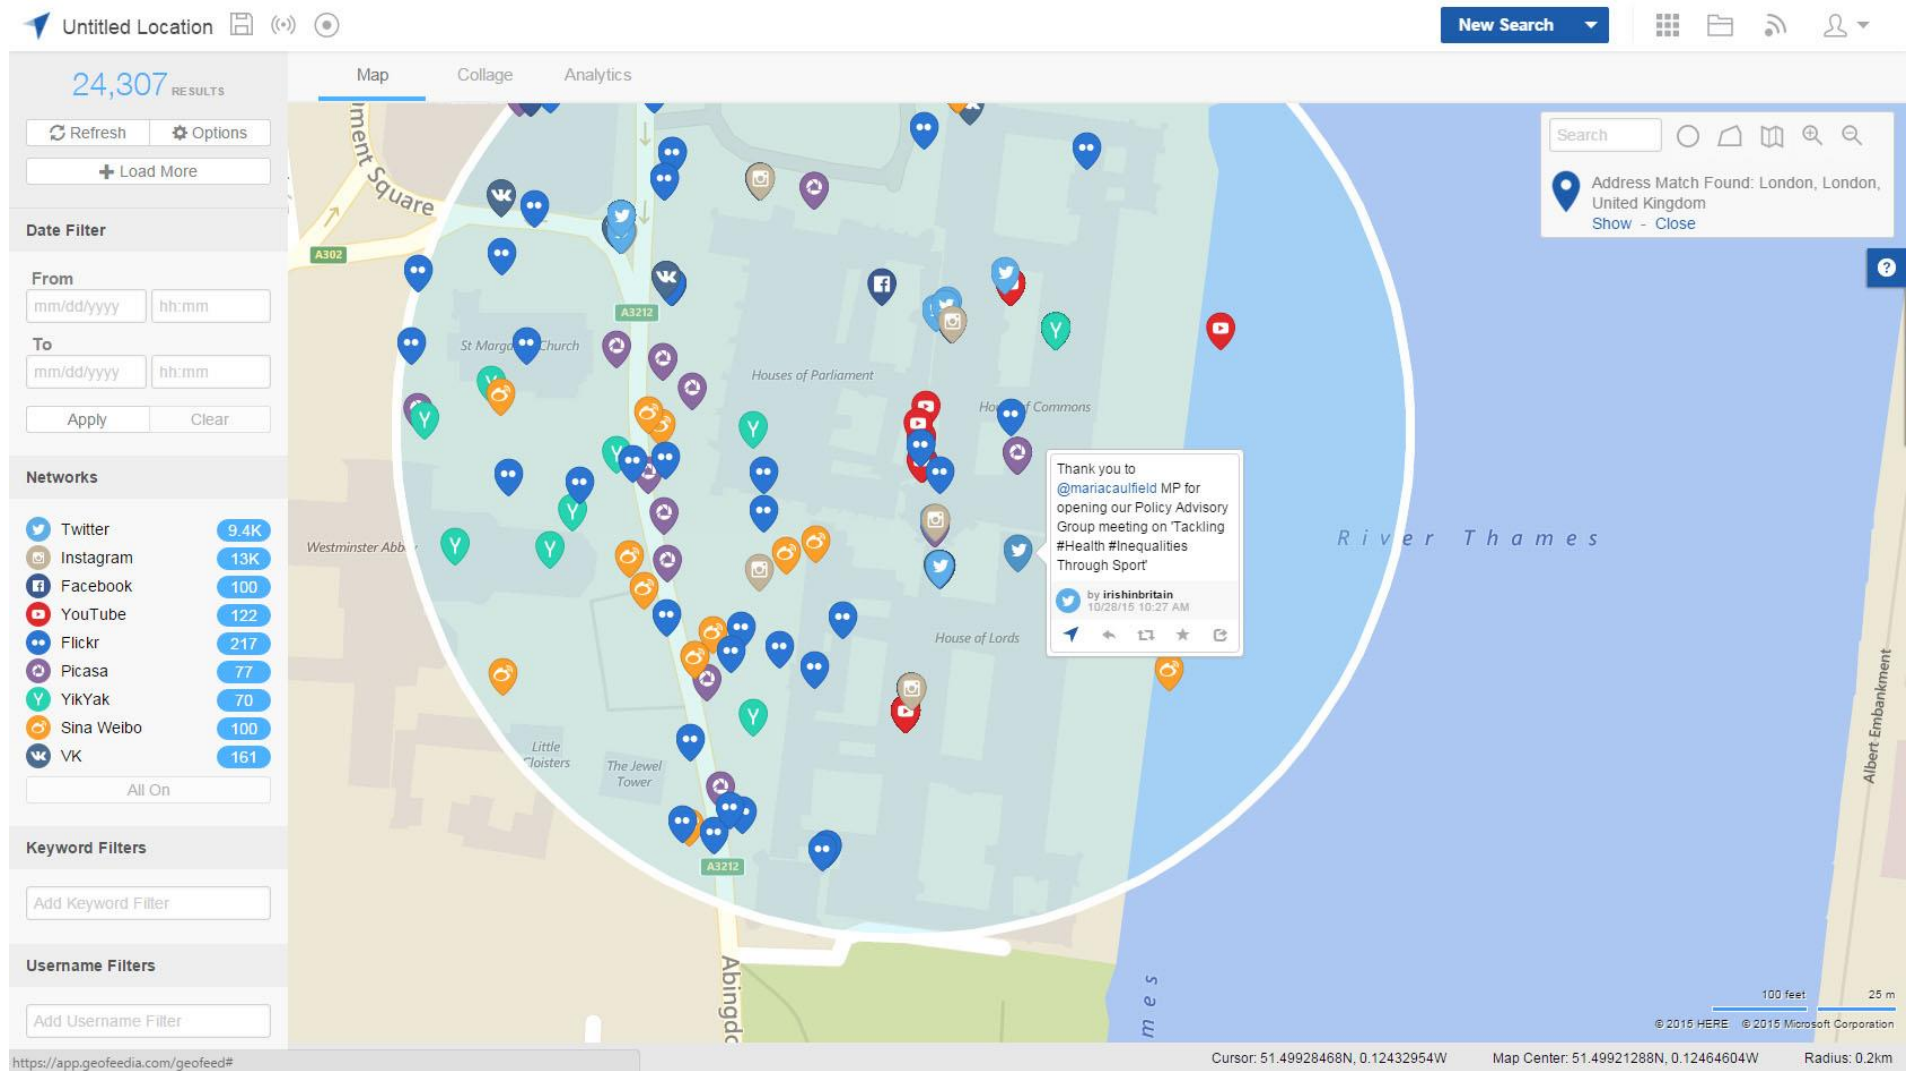 Untitled Location
New Search
24,307 RESULTS
Refresh
Options
Load More
Date Filter
From
mm/dd/yyyy
hh:mm
To
mm/dd/yyyy
hh:mm
Apply
Clear
Networks
Twitter 9.4K
Instagram 13K
Facebook 100
YouTube 122
Flickr 217
Picasa 77
YikYak 70
Sina Weibo 100
VK 161
All On
Keyword Filters
Add Keyword Filter
Username Filters
Add Username Filter
https://app.geofeedia.com/geofeed#
Map
Collage
Analytics
Search
Address Match Found: London, London,
United Kingdom
Show - Close
?
ment Square
A302
A3212
Church
Houses of Parliament
of Commons
Westminster
House of Lords
Little
Cloisters
The Jewel
Tower
A3212
River Thames
Albert Embankment
Thank you to
@mariacaulfield MP for
opening our Policy Advisory
Group meeting on 'Tackling
#Health #Inequalities
Through Sport'
by irishinbritain
10/28/15 10:27 AM
100 feet
25 m
© 2015 HERE © 2015 Microsoft Corporation
Cursor: 51.49928468N, 0.12432954W
Map Center: 51.49921288N, 0.12464604W
Radius: 0.2km